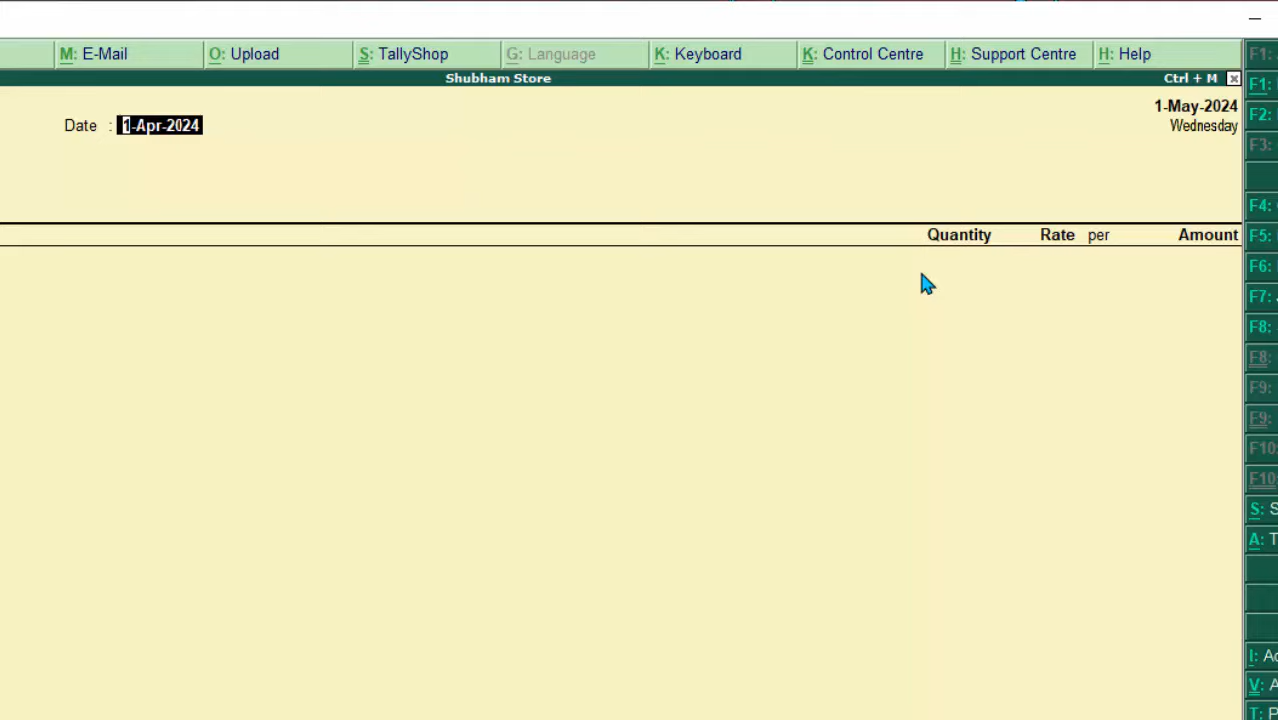 M: E-Mail O: Upload S: TallyShop G: Language K: Keyboard K: Control Centre H: Support Centre H: Help F1:
Shubham Store Ctrl + M x
F1:
1-May-2024
F2:
Date : 1-Apr-2024 Wednesday
F3:
F4:
Quantity Rate per Amount F5:
F6:
F7:
F8:
F8:
F9:
F9:
F10:
F10:
S: S
A: T
I: Ac
V: A
T: P